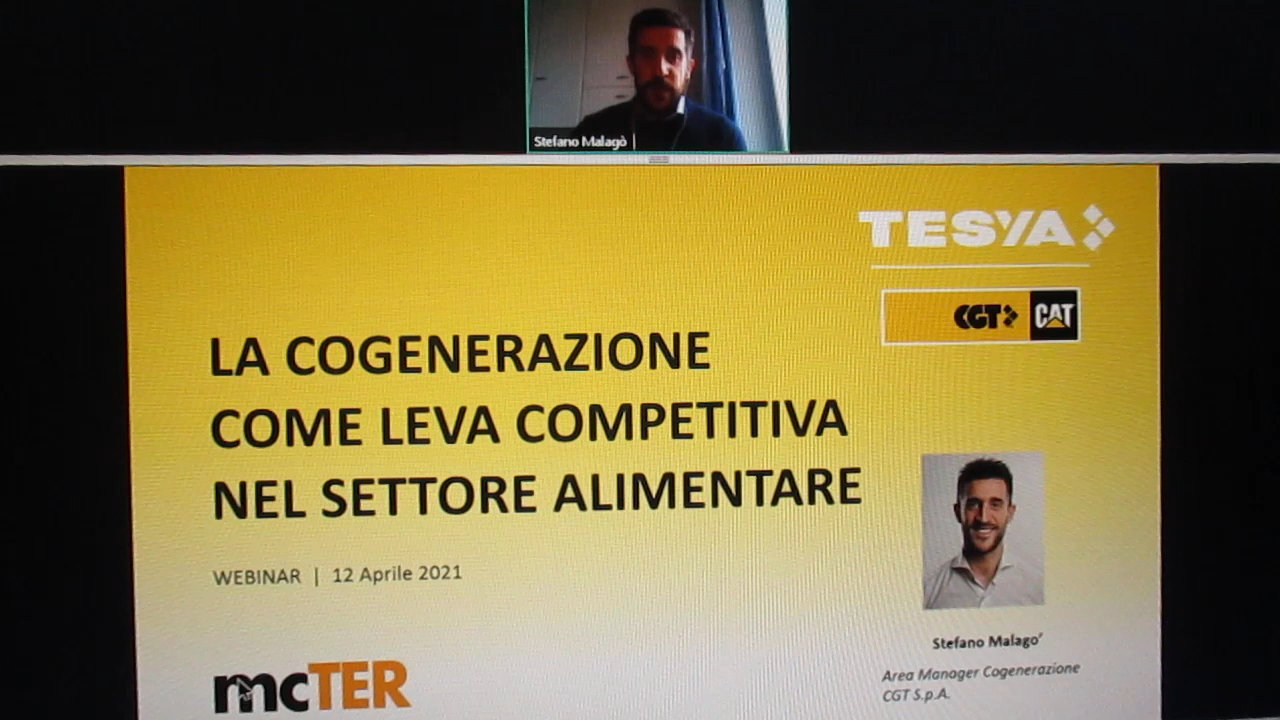 Stefano Malagò
TESYA
CGT CAT
LA COGENERAZIONE
COME LEVA COMPETITIVA
NEL SETTORE ALIMENTARE
WEBINAR | 12 Aprile 2021
Stefano Malago’
Area Manager Cogenerazione
CGT S.p.A.
mcTER